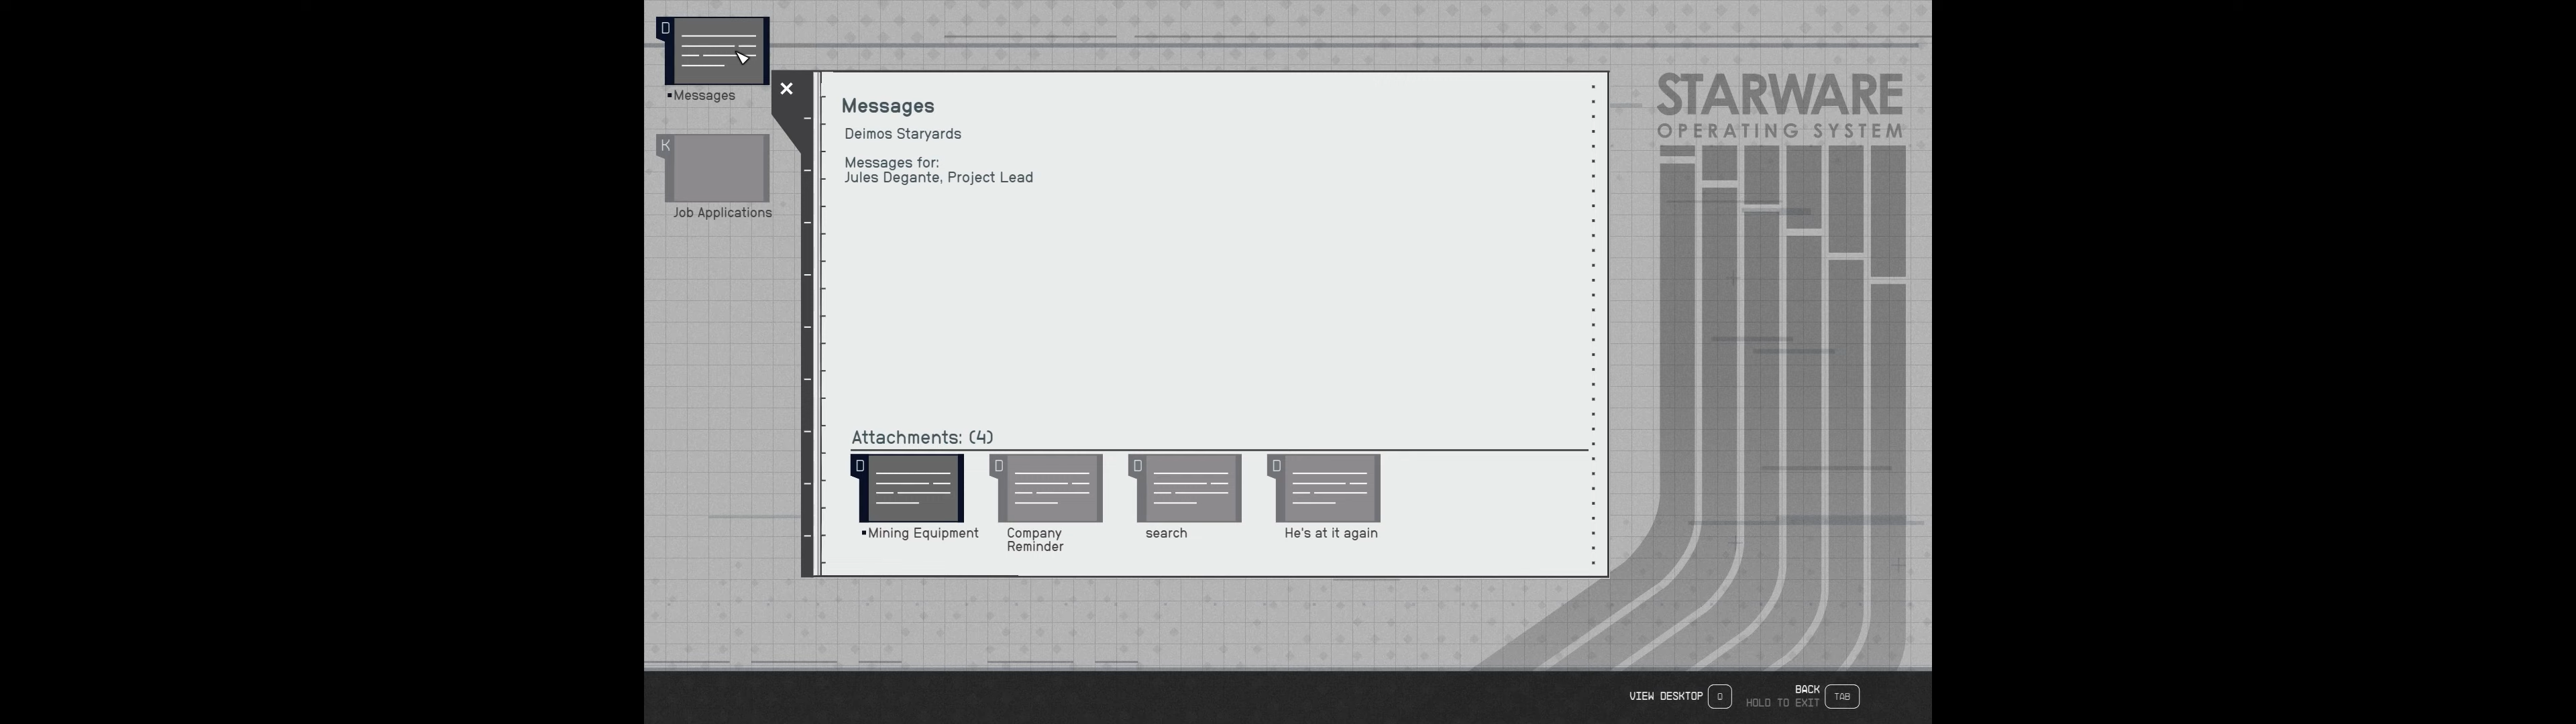 D
Messages
K
Job Applications
×
Messages
Deimos Staryards
Messages for:
Jules Degante, Project Lead
Attachments: (4)
D
Mining Equipment
D
Company
Reminder
D
search
D
He's at it again
STARWARE
OPERATING SYSTEM
VIEW DESKTOP Q
BACK
HOLD TO EXIT
TAB